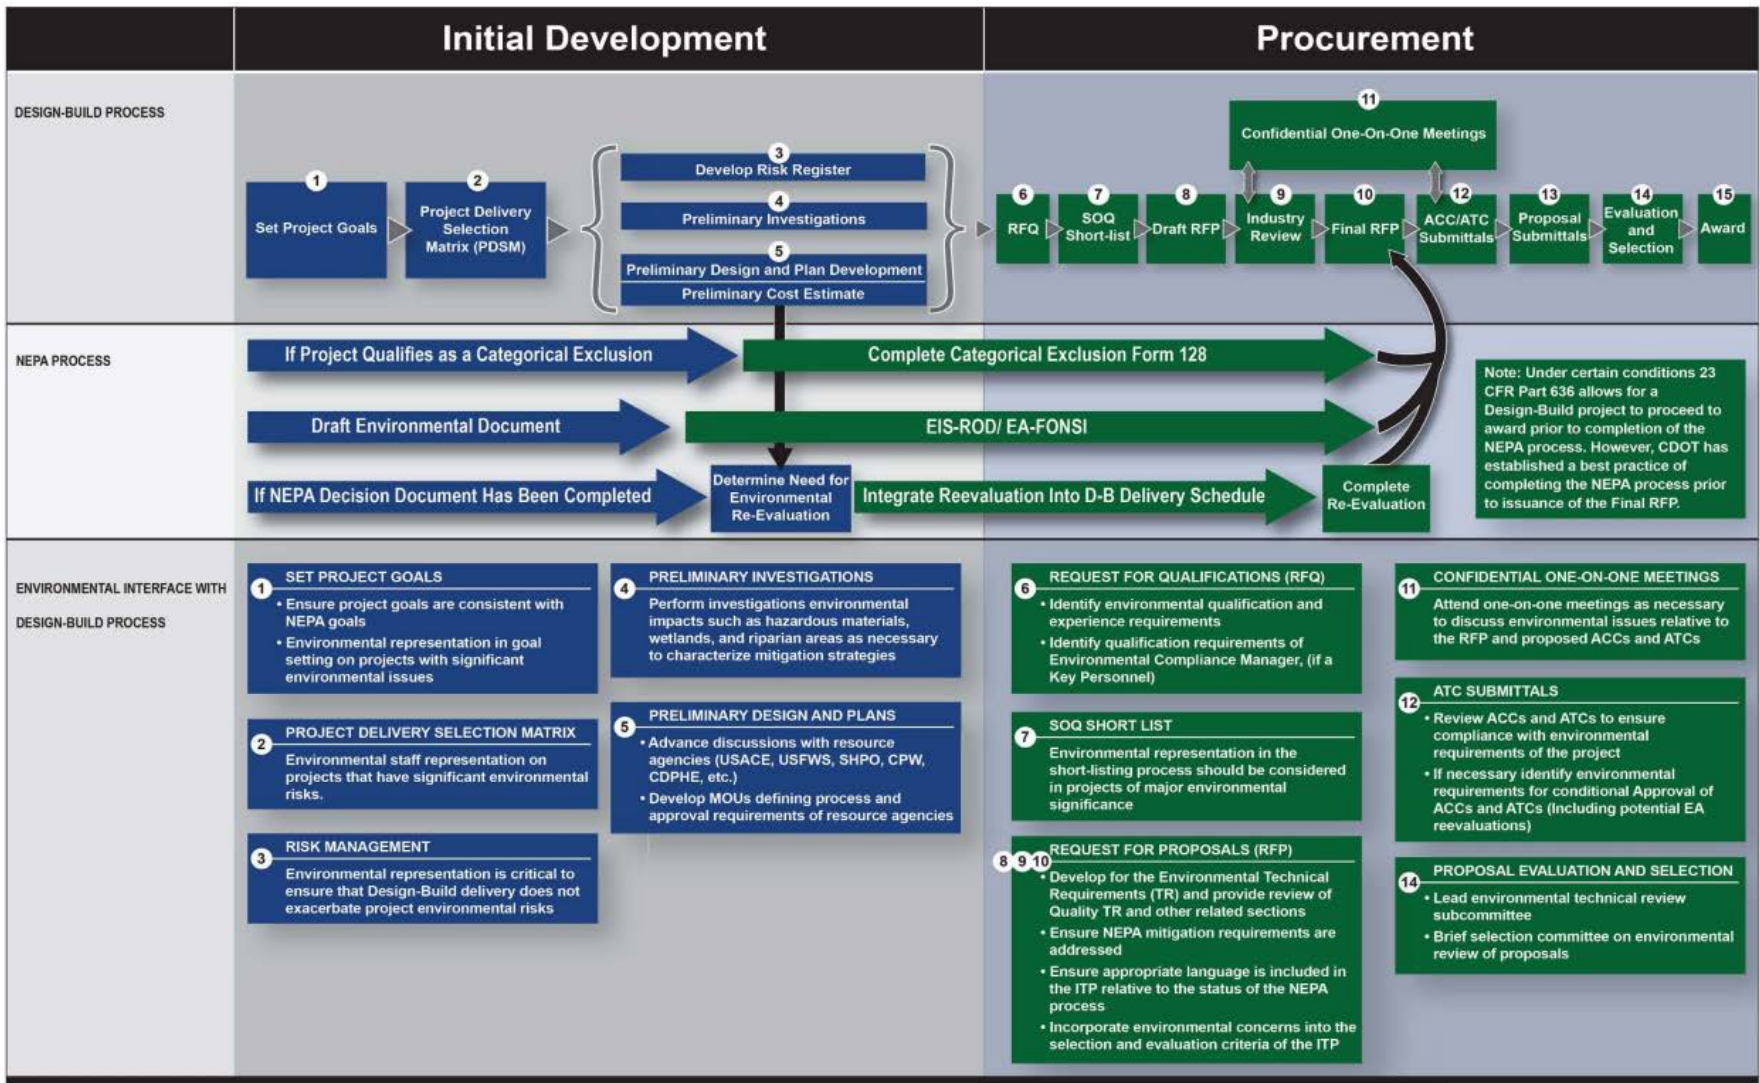 Initial Development
Procurement
DESIGN-BUILD PROCESS
1
Set Project Goals
2
Project Delivery
Selection
Matrix (PDSM)
3
Develop Risk Register
4
Preliminary Investigations
5
Preliminary Design and Plan Development
Preliminary Cost Estimate
6
RFQ
7
SOQ
Short-list
8
Draft RFP
9
Industry
Review
10
Final RFP
11
Confidential One-On-One Meetings
12
ACC/ATC
Submittals
13
Proposal
Submittals
14
Evaluation
and
Selection
15
Award
NEPA PROCESS
If Project Qualifies as a Categorical Exclusion
Complete Categorical Exclusion Form 128
Draft Environmental Document
EIS-ROD/ EA-FONSI
If NEPA Decision Document Has Been Completed
Determine Need for
Environmental
Re-Evaluation
Integrate Reevaluation Into D-B Delivery Schedule
Complete
Re-Evaluation
Note: Under certain conditions 23
CFR Part 636 allows for a
Design-Build project to proceed to
award prior to completion of the
NEPA process. However, CDOT has
established a best practice of
completing the NEPA process prior
to issuance of the Final RFP.
ENVIRONMENTAL INTERFACE WITH
DESIGN-BUILD PROCESS
1
SET PROJECT GOALS
• Ensure project goals are consistent with
NEPA goals
• Environmental representation in goal
setting on projects with significant
environmental issues
2
PROJECT DELIVERY SELECTION MATRIX
Environmental staff representation on
projects that have significant environmental
risks.
3
RISK MANAGEMENT
Environmental representation is critical to
ensure that Design-Build delivery does not
exacerbate project environmental risks
4
PRELIMINARY INVESTIGATIONS
Perform investigations environmental
impacts such as hazardous materials,
wetlands, and riparian areas as necessary
to characterize mitigation strategies
5
PRELIMINARY DESIGN AND PLANS
• Advance discussions with resource
agencies (USACE, USFWS, SHPO, CPW,
CDPHE, etc.)
• Develop MOUs defining process and
approval requirements of resource agencies
6
REQUEST FOR QUALIFICATIONS (RFQ)
• Identify environmental qualification and
experience requirements
• Identify qualification requirements of
Environmental Compliance Manager, (if a
Key Personnel)
7
SOQ SHORT LIST
Environmental representation in the
short-listing process should be considered
in projects of major environmental
significance
8 9 10
REQUEST FOR PROPOSALS (RFP)
• Develop for the Environmental Technical
Requirements (TR) and provide review of
Quality TR and other related sections
• Ensure NEPA mitigation requirements are
addressed
• Ensure appropriate language is included in
the ITP relative to the status of the NEPA
process
• Incorporate environmental concerns into the
selection and evaluation criteria of the ITP
11
CONFIDENTIAL ONE-ON-ONE MEETINGS
Attend one-on-one meetings as necessary
to discuss environmental issues relative to
the RFP and proposed ACCs and ATCs
12
ATC SUBMITTALS
• Review ACCs and ATCs to ensure
compliance with environmental
requirements of the project
• If necessary identify environmental
requirements for conditional Approval of
ACCs and ATCs (Including potential EA
reevaluations)
14
PROPOSAL EVALUATION AND SELECTION
• Lead environmental technical review
subcommittee
• Brief selection committee on environmental
review of proposals